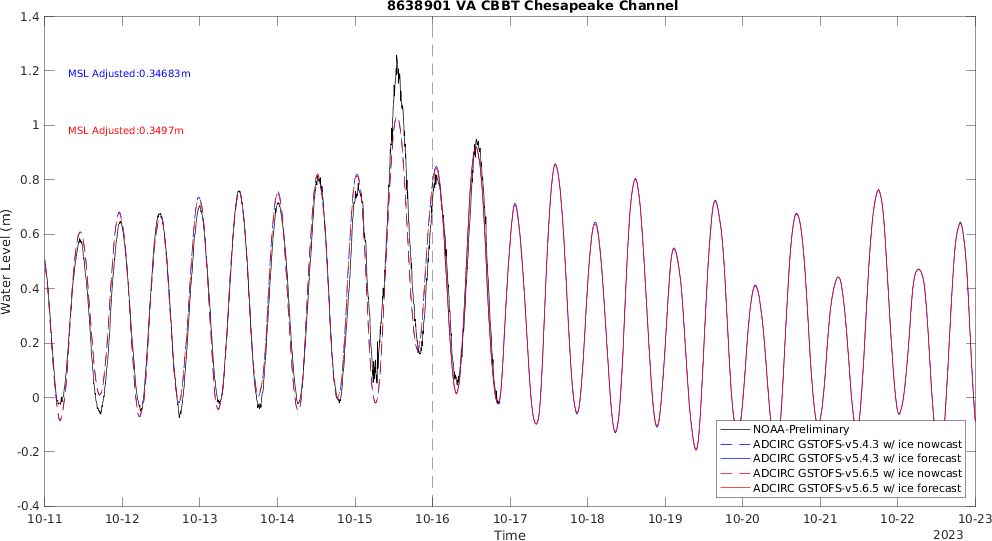 8638901 VA CBBT Chesapeake Channel
1.4
1.2
1
0.8
0.6
0.4
0.2
0
-0.2
-0.4
Water Level (m)
MSL Adjusted:0.34683m
MSL Adjusted:0.3497m
NOAA-Preliminary
ADCIRC GSTOFS-v5.4.3 w/ ice nowcast
ADCIRC GSTOFS-v5.4.3 w/ ice forecast
ADCIRC GSTOFS-v5.6.5 w/ ice nowcast
ADCIRC GSTOFS-v5.6.5 w/ ice forecast
10-11 10-12 10-13 10-14 10-15 10-16 10-17 10-18 10-19 10-20 10-21 10-22 10-23
Time
2023